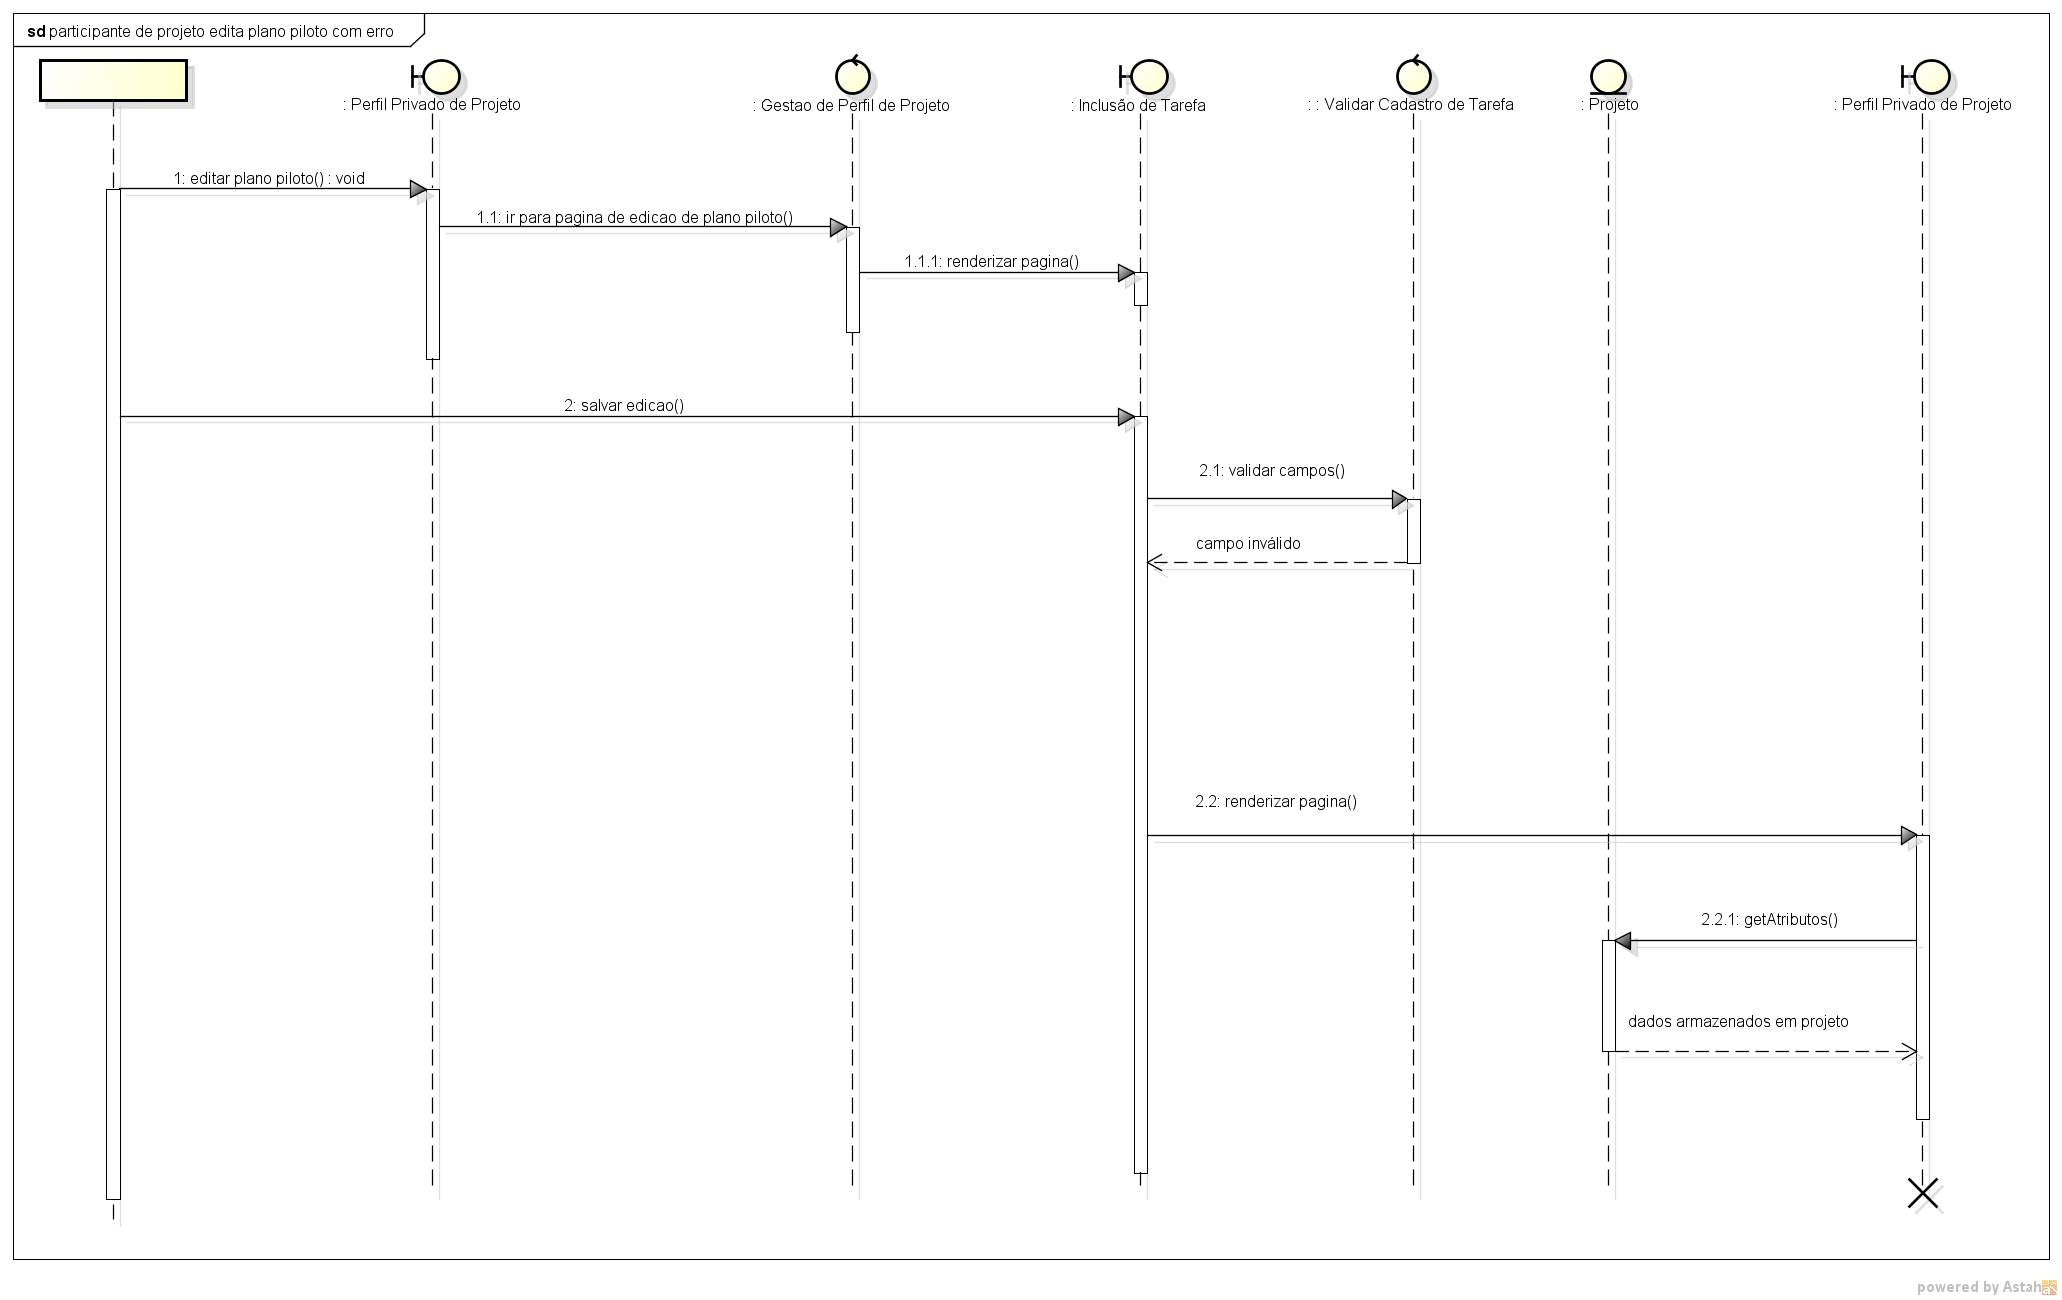 sd participante de projeto edita plano piloto com erro
: Perfil Privado de Projeto
: Gestao de Perfil de Projeto
: Inclusão de Tarefa
: : Validar Cadastro de Tarefa
: Projeto
: Perfil Privado de Projeto
1: editar plano piloto() : void
1.1: ir para pagina de edicao de plano piloto()
1.1.1: renderizar pagina()
2: salvar edicao()
2.1: validar campos()
campo inválido
2.2: renderizar pagina()
2.2.1: getAtributos()
dados armazenados em projeto
powered by Astah